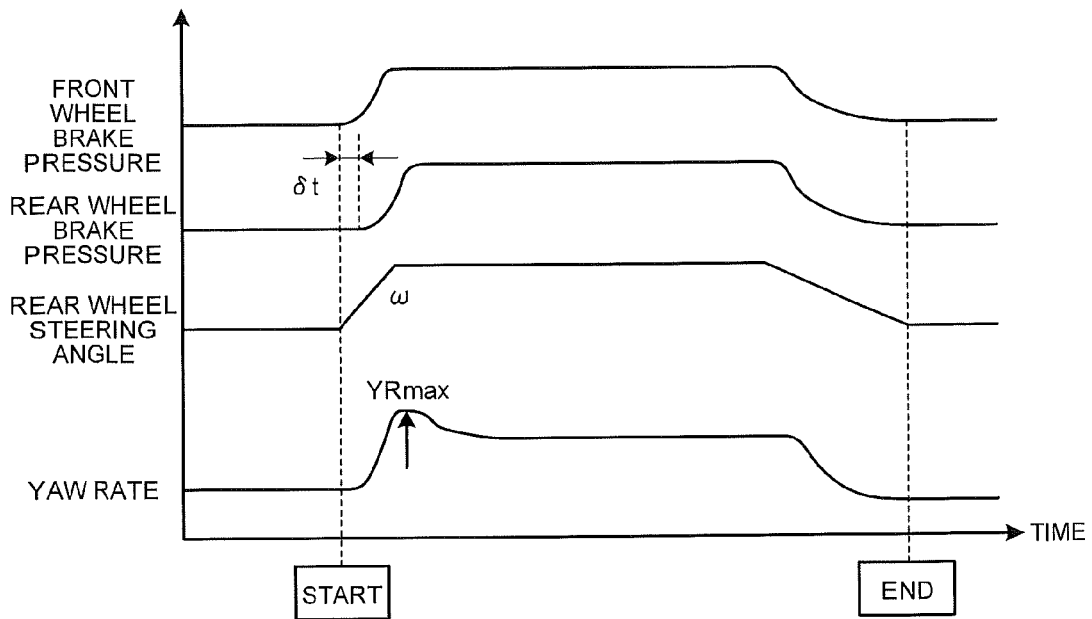 FRONT
WHEEL
BRAKE
PRESSURE
δt
REAR WHEEL
BRAKE
PRESSURE
REAR WHEEL
STEERING
ANGLE
ω
YRmax
YAW RATE
TIME
START
END